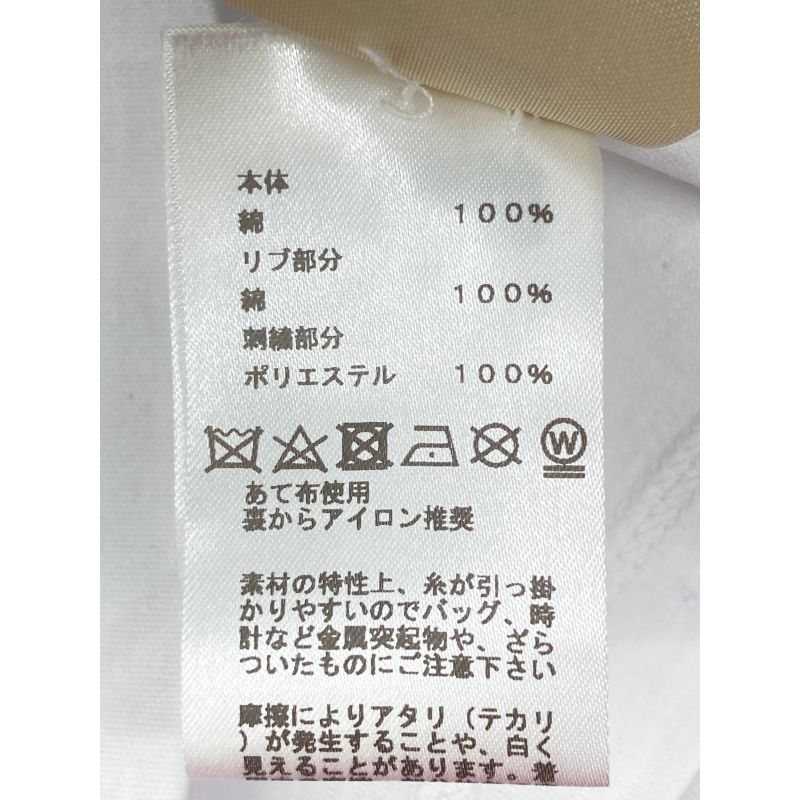 本体
綿 100%
リブ部分
綿 100%
刺繍部分
ポリエステル 100%
W
あて布使用
裏からアイロン推奨
素材の特性上、糸が引っ掛
かりやすいのでバッグ、時
計など金属突起物や、ざら
ついたものにご注意下さい
摩擦によりアタリ（テカリ
）が発生することや、白く
見えることがあります。着